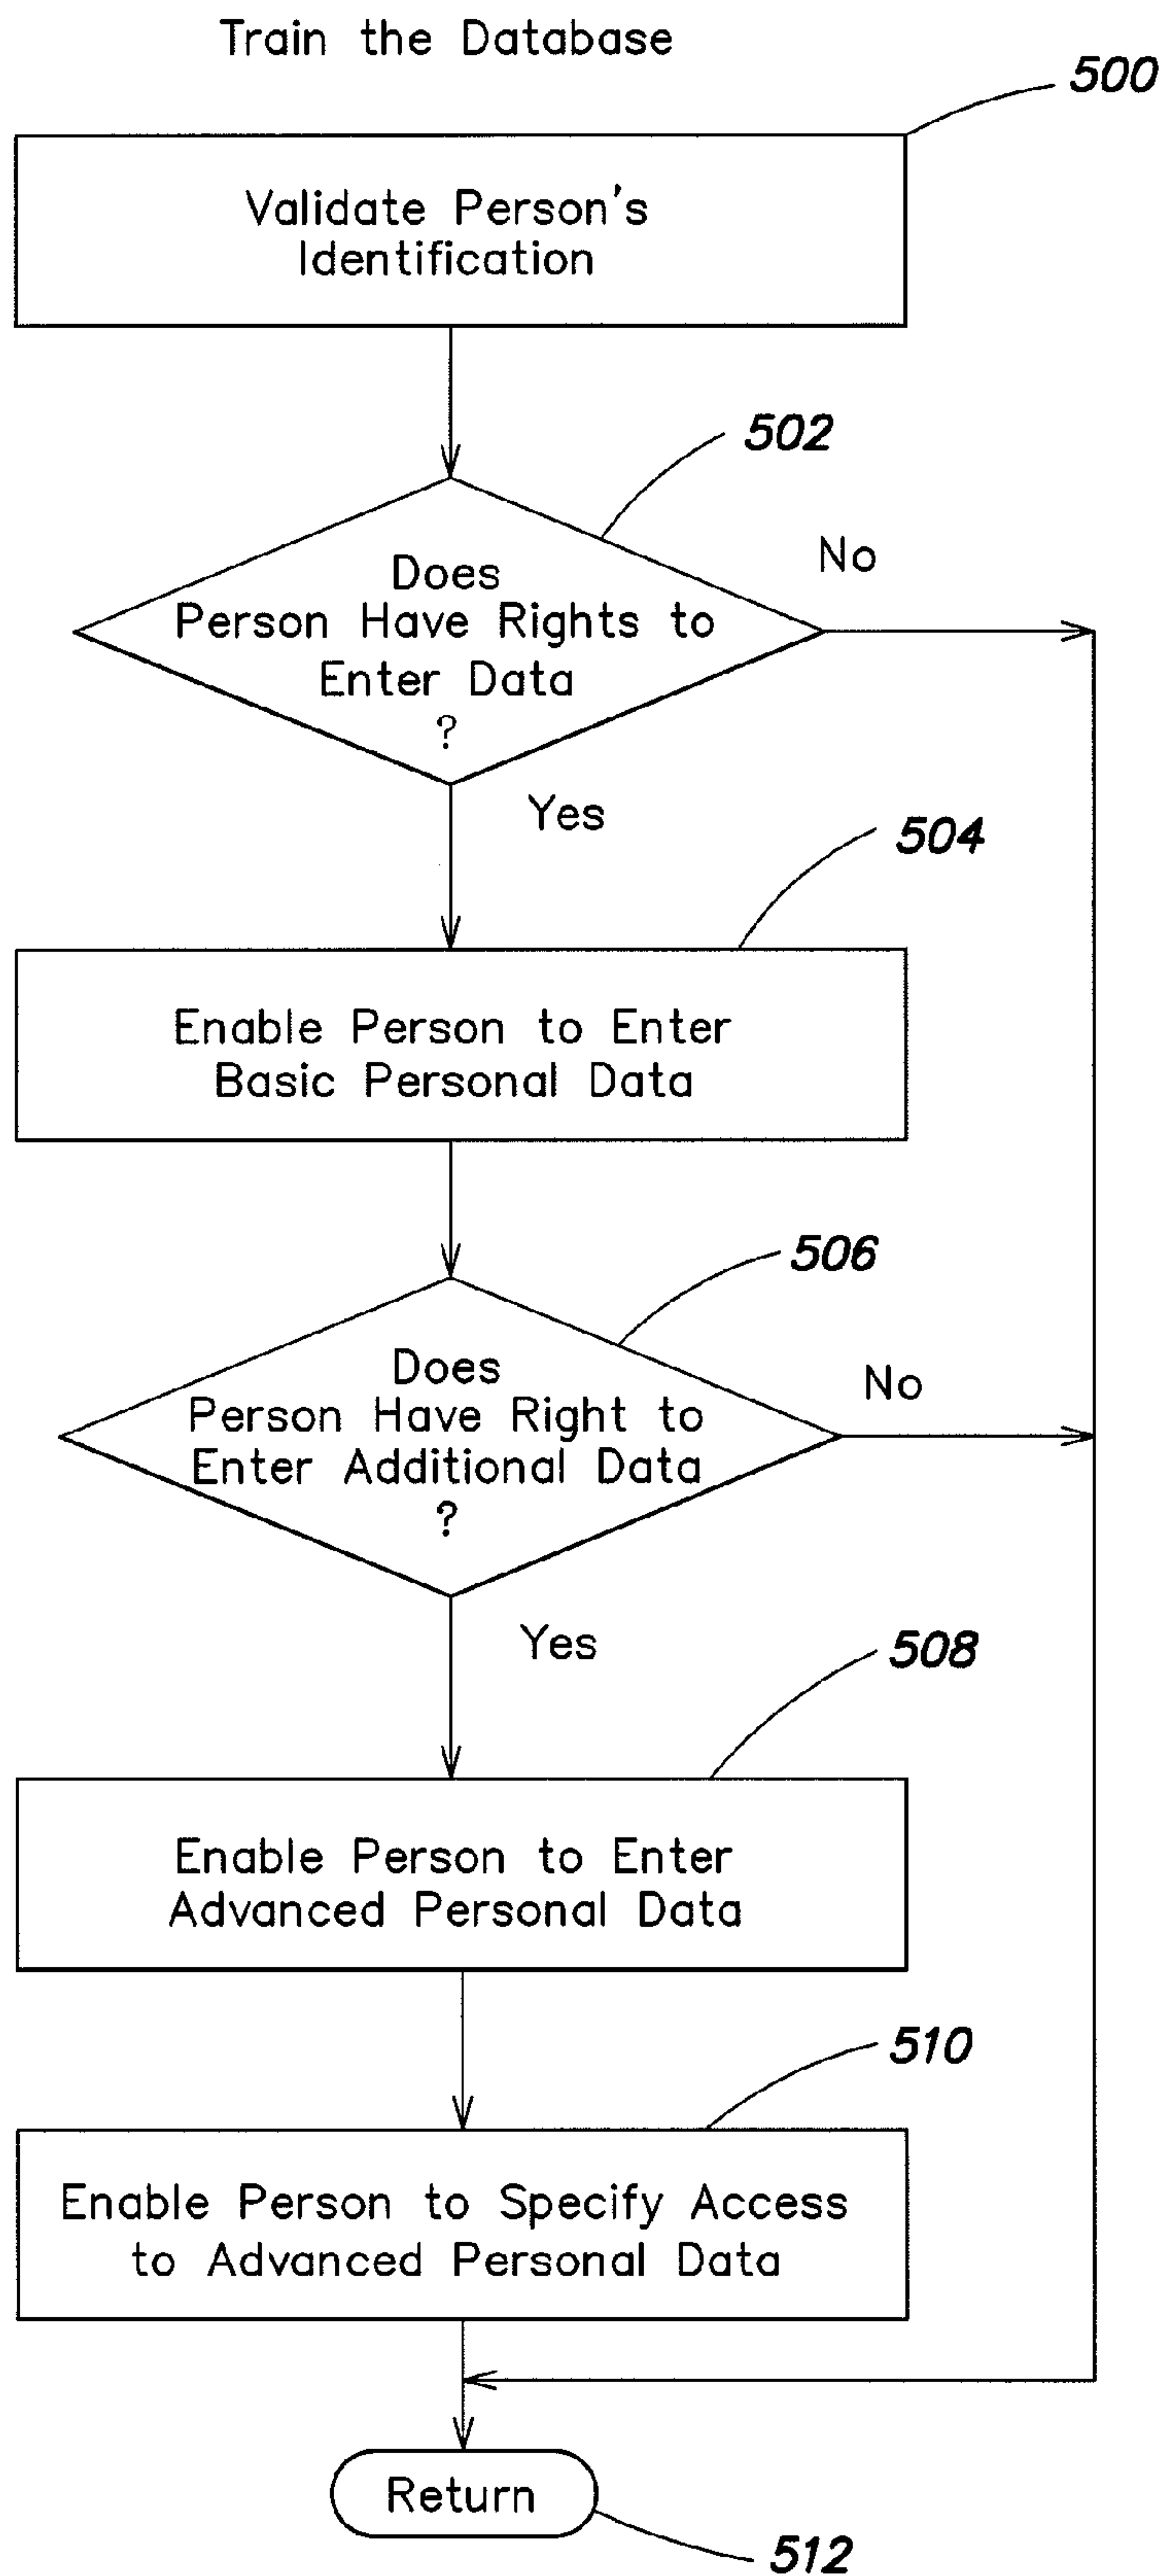 Train the Database
500
Validate Person's
Identification
502
No
Does
Person Have Rights to
Enter Data
?
Yes
504
Enable Person to Enter
Basic Personal Data
506
Does
No
Person Have Right to
Enter Additional Data
?
Yes
508
Enable Person to Enter
Advanced Personal Data
510
Enable Person to Specify Access
to Advanced Personal Data
Return
512